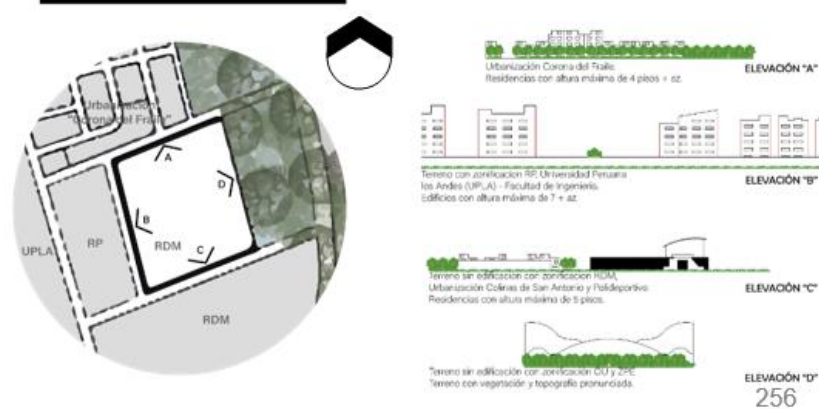 Urbanización
"Corona del Fraile"
A
D
B
C
UPLA
RP
RDM
RDM
Urbanización Corona del Fraile.
Residencias con altura máxima de 4 pisos + az.
ELEVACIÓN "A"
Terreno con zonificación RP, Universidad Peruana
los Andes (UPLA) - Facultad de Ingeniería.
Edificios con altura máxima de 7 + az
ELEVACIÓN "B"
Terreno sin edificación con zonificación RDM,
Urbanización Colinas de San Antonio y Polideportivo
Residencias con altura máxima de 5 pisos.
ELEVACIÓN "C"
Terreno sin edificación con zonificación OU y ZPE
Terreno con vegetación y topografía pronunciada.
ELEVACIÓN "D"
256